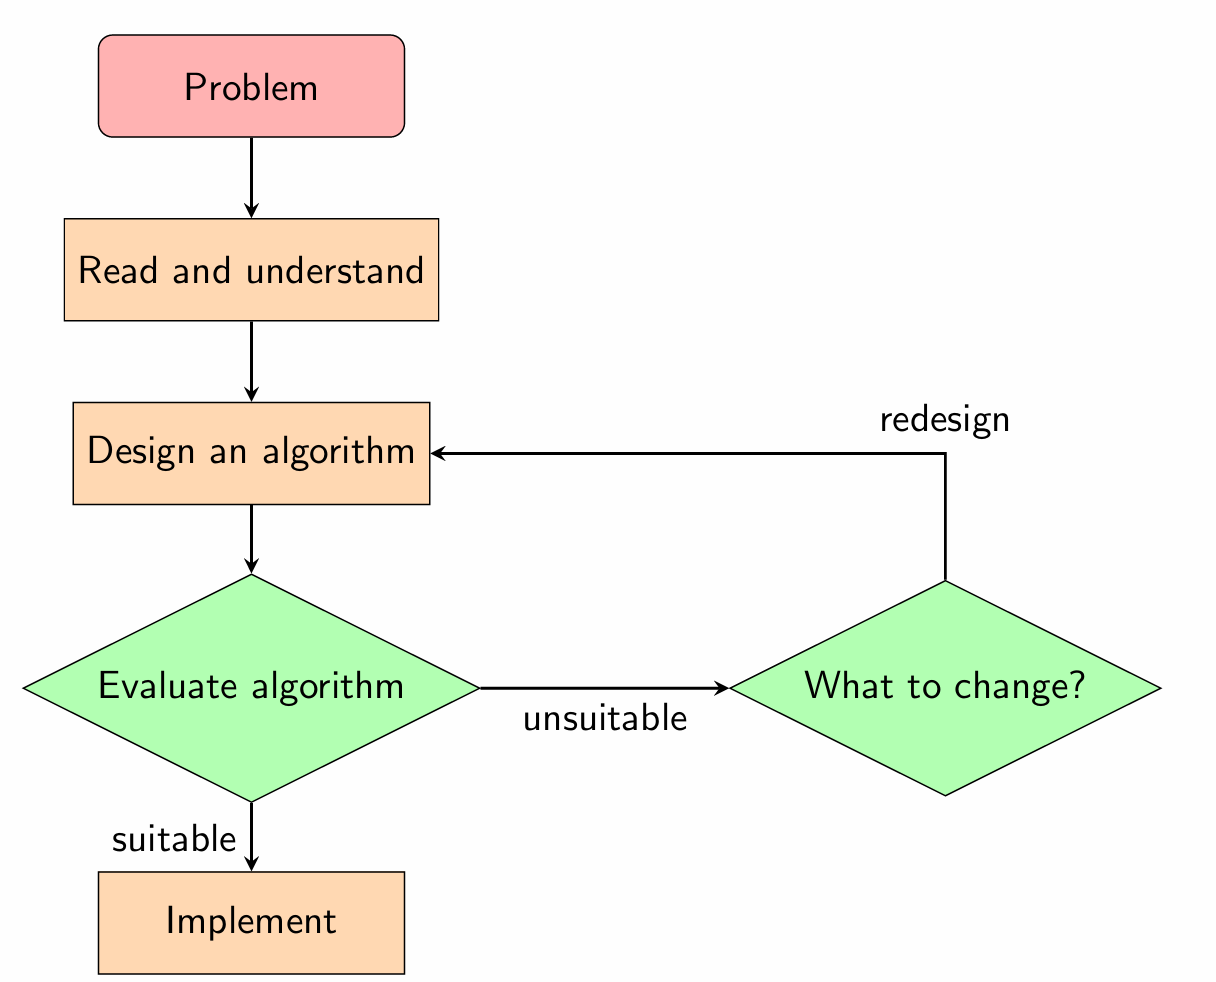 Problem
Read and understand
Design an algorithm
redesign
Evaluate algorithm
unsuitable
What to change?
suitable
Implement